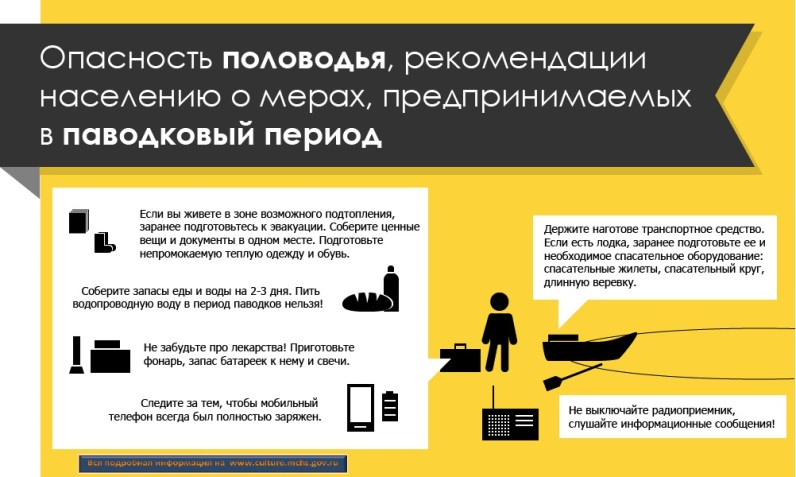 Опасность половодья, рекомендации
населению о мерах, предпринимаемых
в паводковый период
Если вы живете в зоне возможного подтопления,
заранее подготовьтесь к эвакуации. Соберите ценные
вещи и документы в одном месте. Подготовьте
непромокаемую теплую одежду и обувь.
Соберите запасы еды и воды на 2-3 дня. Пить
водопроводную воду в период паводков нельзя!
Не забудьте про лекарства! Приготовьте
фонарь, запас батареек к нему и свечи.
Следите за тем, чтобы мобильный
телефон всегда был полностью заряжен.
Держите наготове транспортное средство.
Если есть лодка, заранее подготовьте ее и
необходимое спасательное оборудование:
спасательные жилеты, спасательный круг,
длинную веревку.
Не выключайте радиоприемник,
слушайте информационные сообщения!
Вся подробная информация на www.culture.mchs.gov.ru